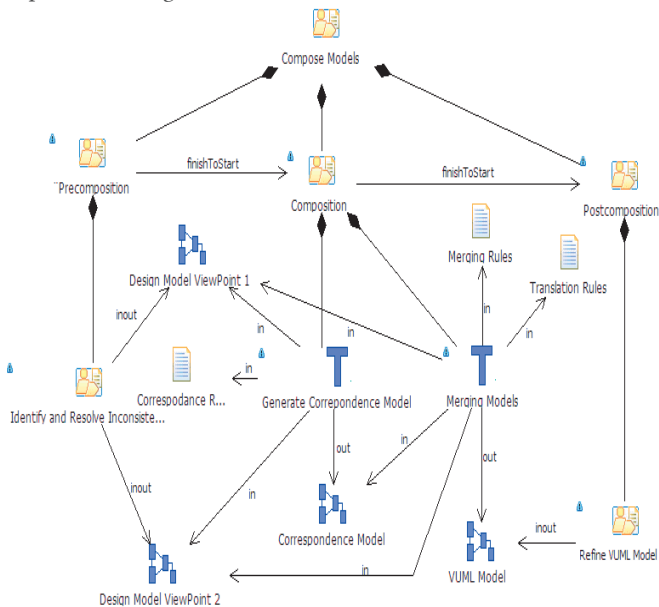 Compose Models
finishToStart
finishToStart
¨Precomposition
Composition
Postcomposition
Merging Rules
Translation Rules
Design Model ViewPoint 1
inout
in
in
in
in
in
Correspodance R...
Generate Correpondence Model
Merging Models
Identify and Resolve Inconsiste...
out
in
out
inout
in
inout
Correspondence Model
Refine VUML Model
in
VUML Model
Design Model ViewPoint 2